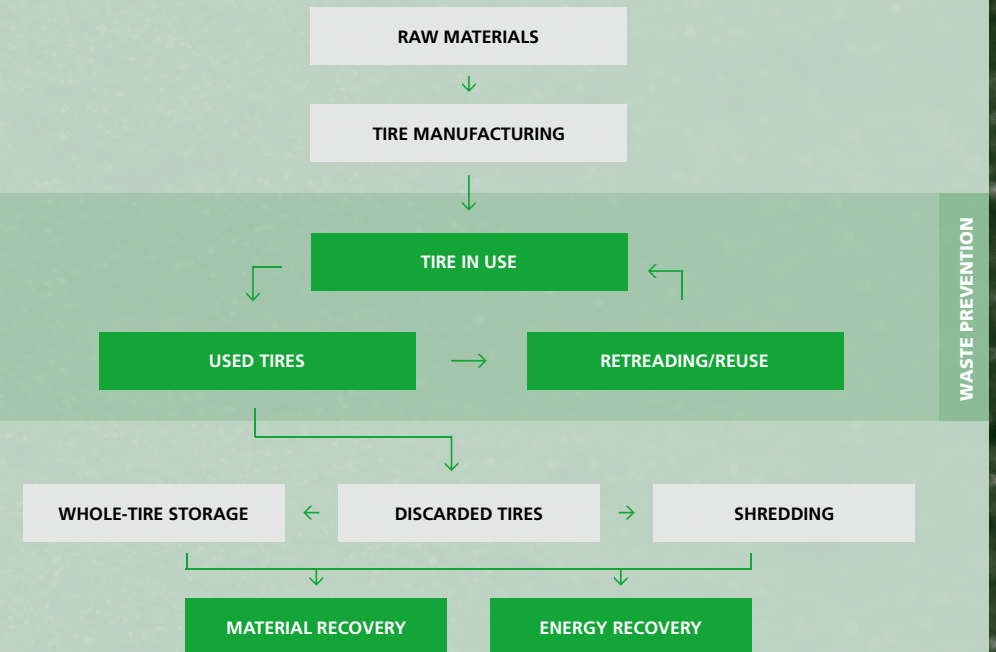 RAW MATERIALS
TIRE MANUFACTURING
TIRE IN USE
WASTE PREVENTION
USED TIRES
RETREADING/REUSE
WHOLE-TIRE STORAGE
DISCARDED TIRES
SHREDDING
MATERIAL RECOVERY
ENERGY RECOVERY